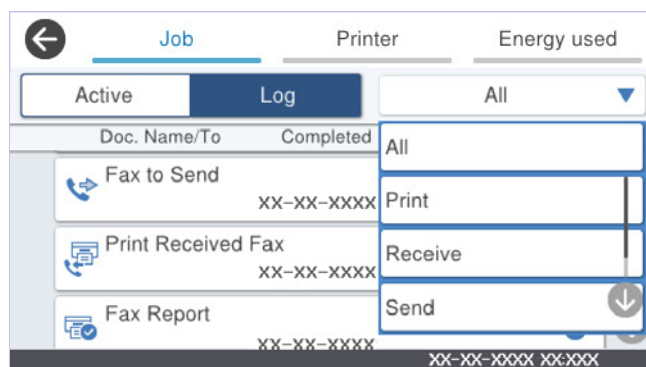 Job Printer Energy used
Active Log All
Doc. Name/To Completed
All
Fax to Send
XX-XX-XXXX
Print
Print Received Fax
XX-XX-XXXX
Receive
Fax Report
XX-XX-XXXX
Send
XX-XX-XXXX XX:XXX